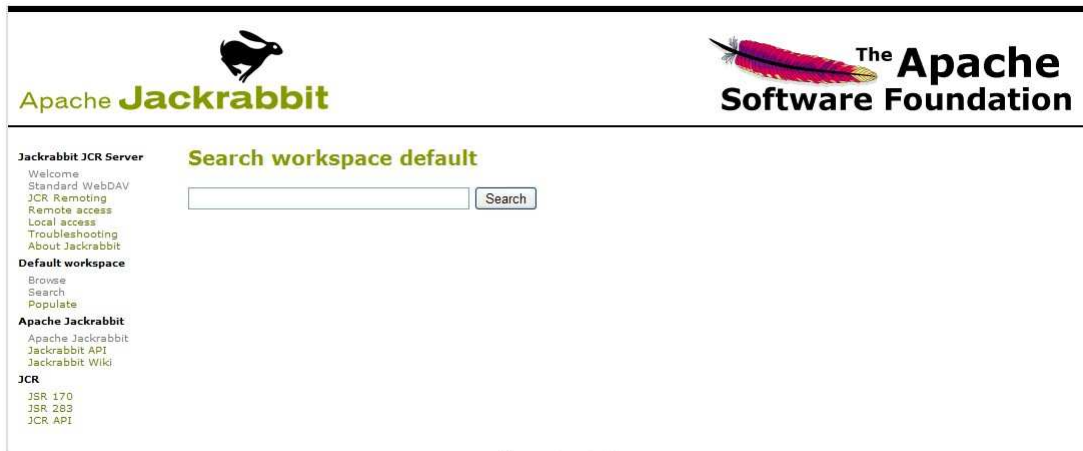 Apache Jackrabbit
The Apache
Software Foundation
Jackrabbit JCR Server
Welcome
Standard WebDAV
JCR Remoting
Remote access
Local access
Troubleshooting
About Jackrabbit
Default workspace
Browse
Search
Populate
Apache Jackrabbit
Apache Jackrabbit
Jackrabbit API
Jackrabbit Wiki
JCR
JSR 170
JSR 283
JCR API
Search workspace default
Search